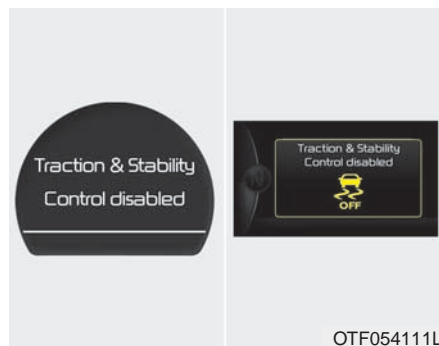 Traction & Stability
Control disabled
Traction & Stability
Control disabled
OFF
OTF054111L